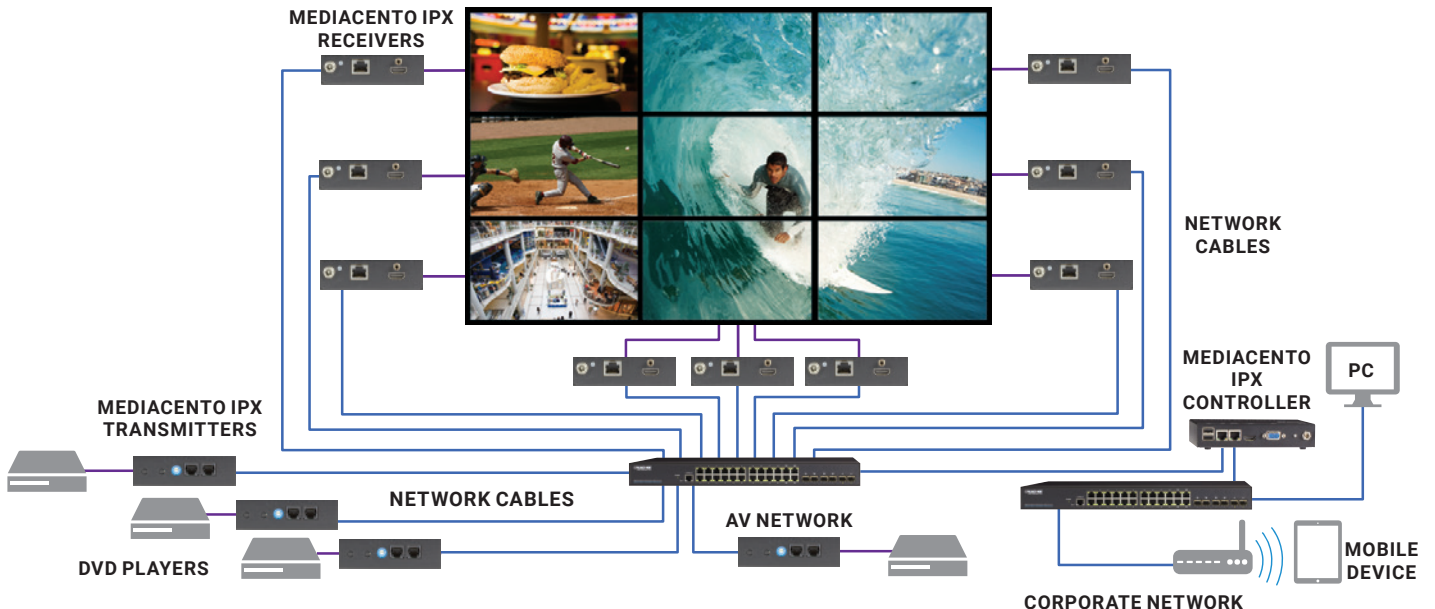 MEDIACENTO IPX
RECEIVERS
NETWORK
CABLES
MEDIACENTO
IPX
CONTROLLER
PC
MEDIACENTO IPX
TRANSMITTERS
NETWORK CABLES
AV NETWORK
DVD PLAYERS
MOBILE
DEVICE
CORPORATE NETWORK